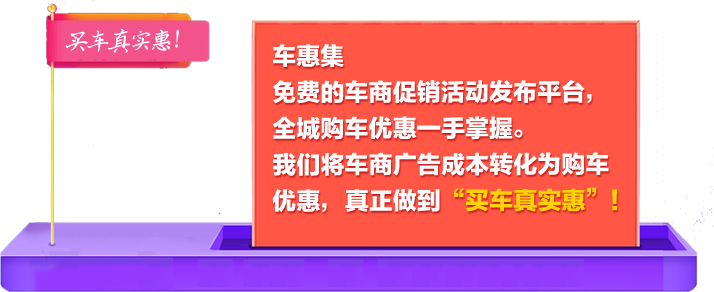 买车真实惠！
车惠集
免费的车商促销活动发布平台，
全城购车优惠一手掌握。
我们将车商广告成本转化为购车
优惠，真正做到“买车真实惠”！